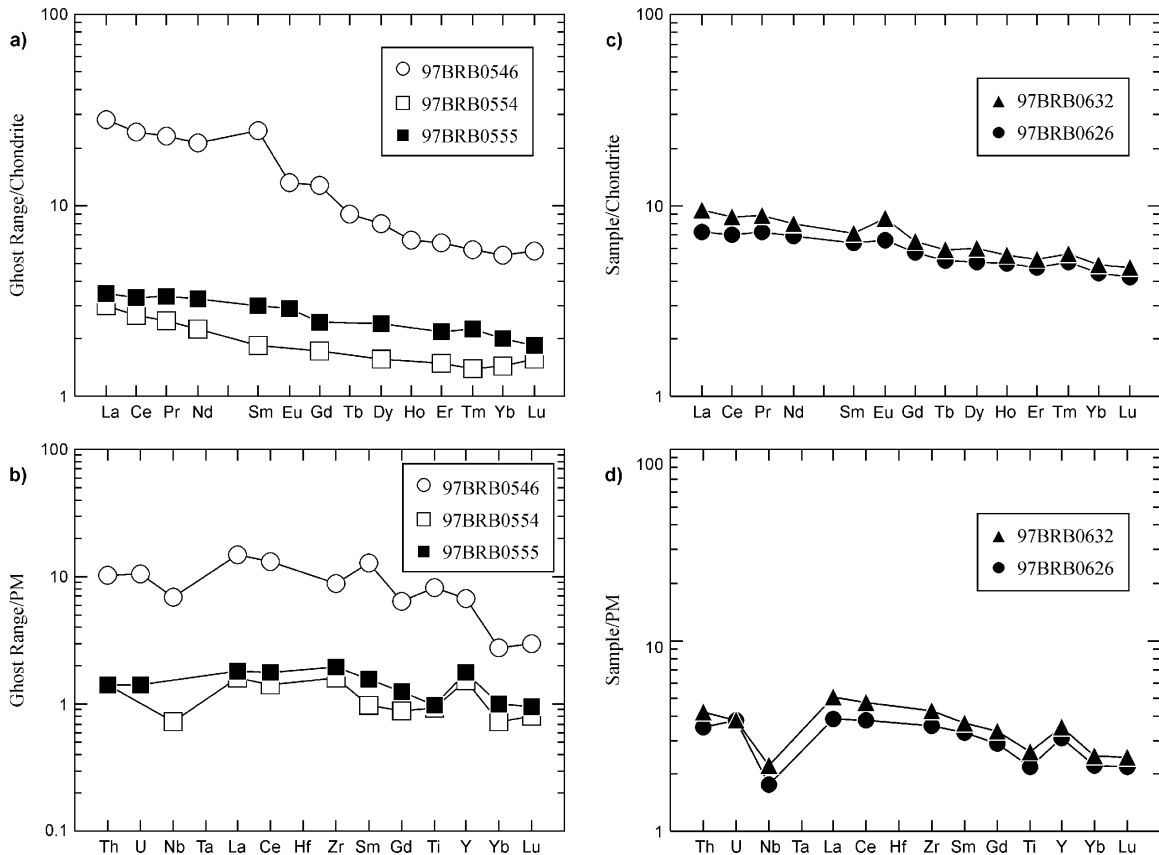 a)
Ghost Range/Chondrite
100
10
1
97BRB0546
97BRB0554
97BRB0555
La Ce Pr Nd Sm Eu Gd Tb Dy Ho Er Tm Yb Lu
c)
Sample/Chondrite
100
10
1
97BRB0632
97BRB0626
La Ce Pr Nd Sm Eu Gd Tb Dy Ho Er Tm Yb Lu
b)
Ghost Range/PM
100
10
1
0.1
97BRB0546
97BRB0554
97BRB0555
Th U Nb Ta La Ce Hf Zr Sm Gd Ti Y Yb Lu
d)
Sample/PM
100
10
1
97BRB0632
97BRB0626
Th U Nb Ta La Ce Hf Zr Sm Gd Ti Y Yb Lu